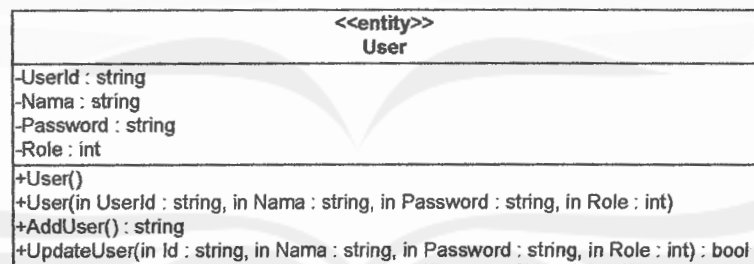 <<entity>>
User
-UserId : string
-Nama : string
-Password : string
-Role : int
+User()
+User(in UserId : string, in Nama : string, in Password : string, in Role : int)
+AddUser() : string
+UpdateUser(in Id : string, in Nama : string, in Password : string, in Role : int) : bool